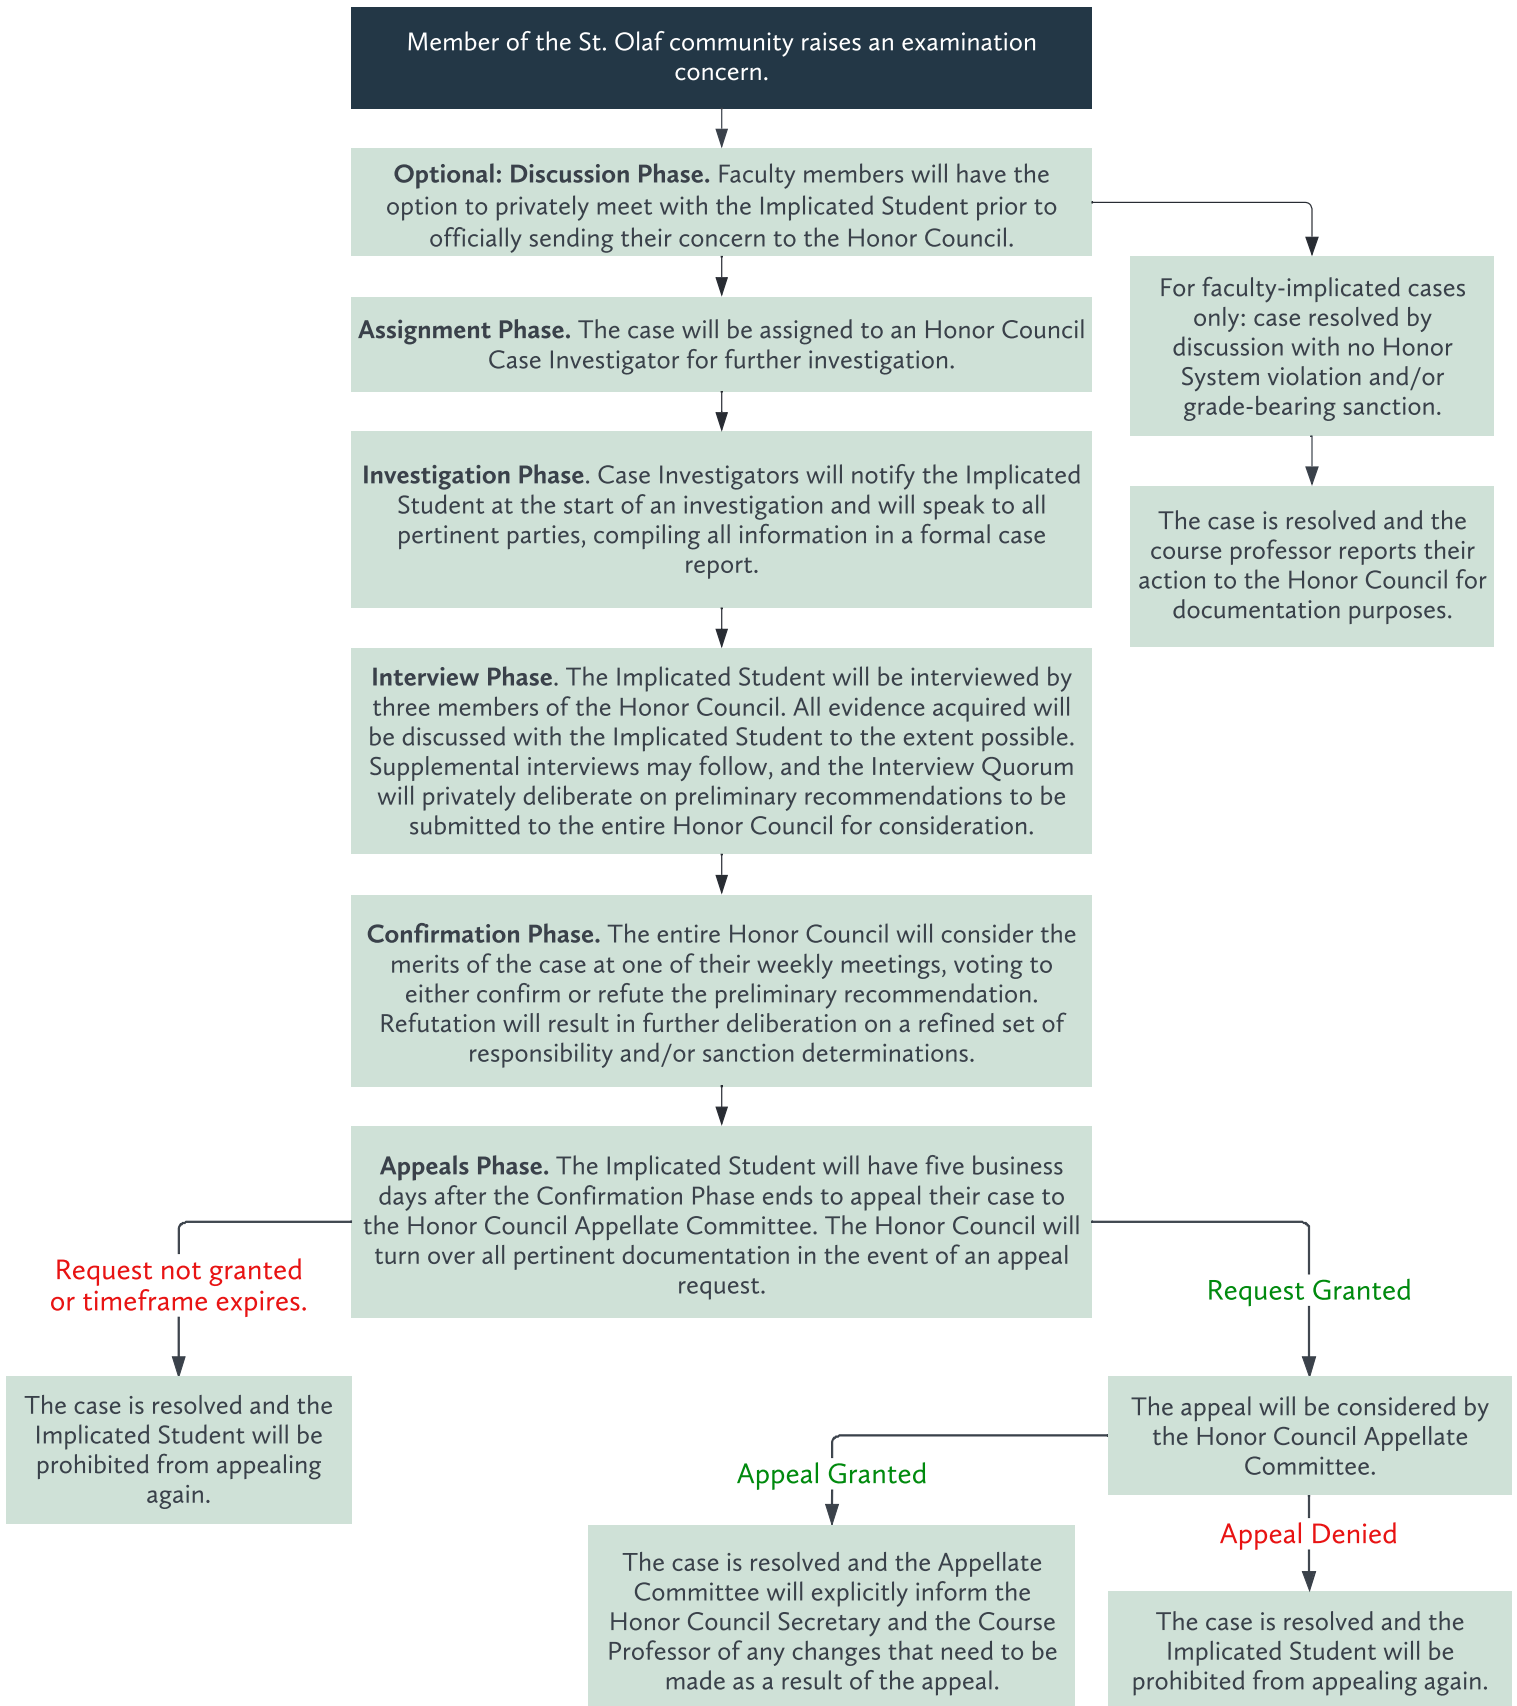 Member of the St. Olaf community raises an examination
concern.
Optional: Discussion Phase. Faculty members will have the
option to privately meet with the Implicated Student prior to
officially sending their concern to the Honor Council.
For faculty-implicated cases
only: case resolved by
discussion with no Honor
System violation and/or
grade-bearing sanction.
Assignment Phase. The case will be assigned to an Honor Council
Case Investigator for further investigation.
Investigation Phase. Case Investigators will notify the Implicated
Student at the start of an investigation and will speak to all
pertinent parties, compiling all information in a formal case
report.
The case is resolved and the
course professor reports their
action to the Honor Council for
documentation purposes.
Interview Phase. The Implicated Student will be interviewed by
three members of the Honor Council. All evidence acquired will
be discussed with the Implicated Student to the extent possible.
Supplemental interviews may follow, and the Interview Quorum
will privately deliberate on preliminary recommendations to be
submitted to the entire Honor Council for consideration.
Confirmation Phase. The entire Honor Council will consider the
merits of the case at one of their weekly meetings, voting to
either confirm or refute the preliminary recommendation.
Refutation will result in further deliberation on a refined set of
responsibility and/or sanction determinations.
Appeals Phase. The Implicated Student will have five business
days after the Confirmation Phase ends to appeal their case to
the Honor Council Appellate Committee. The Honor Council will
turn over all pertinent documentation in the event of an appeal
request.
Request not granted
or timeframe expires.
Request Granted
The case is resolved and the
Implicated Student will be
prohibited from appealing
again.
The appeal will be considered by
the Honor Council Appellate
Committee.
Appeal Granted
Appeal Denied
The case is resolved and the Appellate
Committee will explicitly inform the
Honor Council Secretary and the Course
Professor of any changes that need to be
made as a result of the appeal.
The case is resolved and the
Implicated Student will be
prohibited from appealing again.